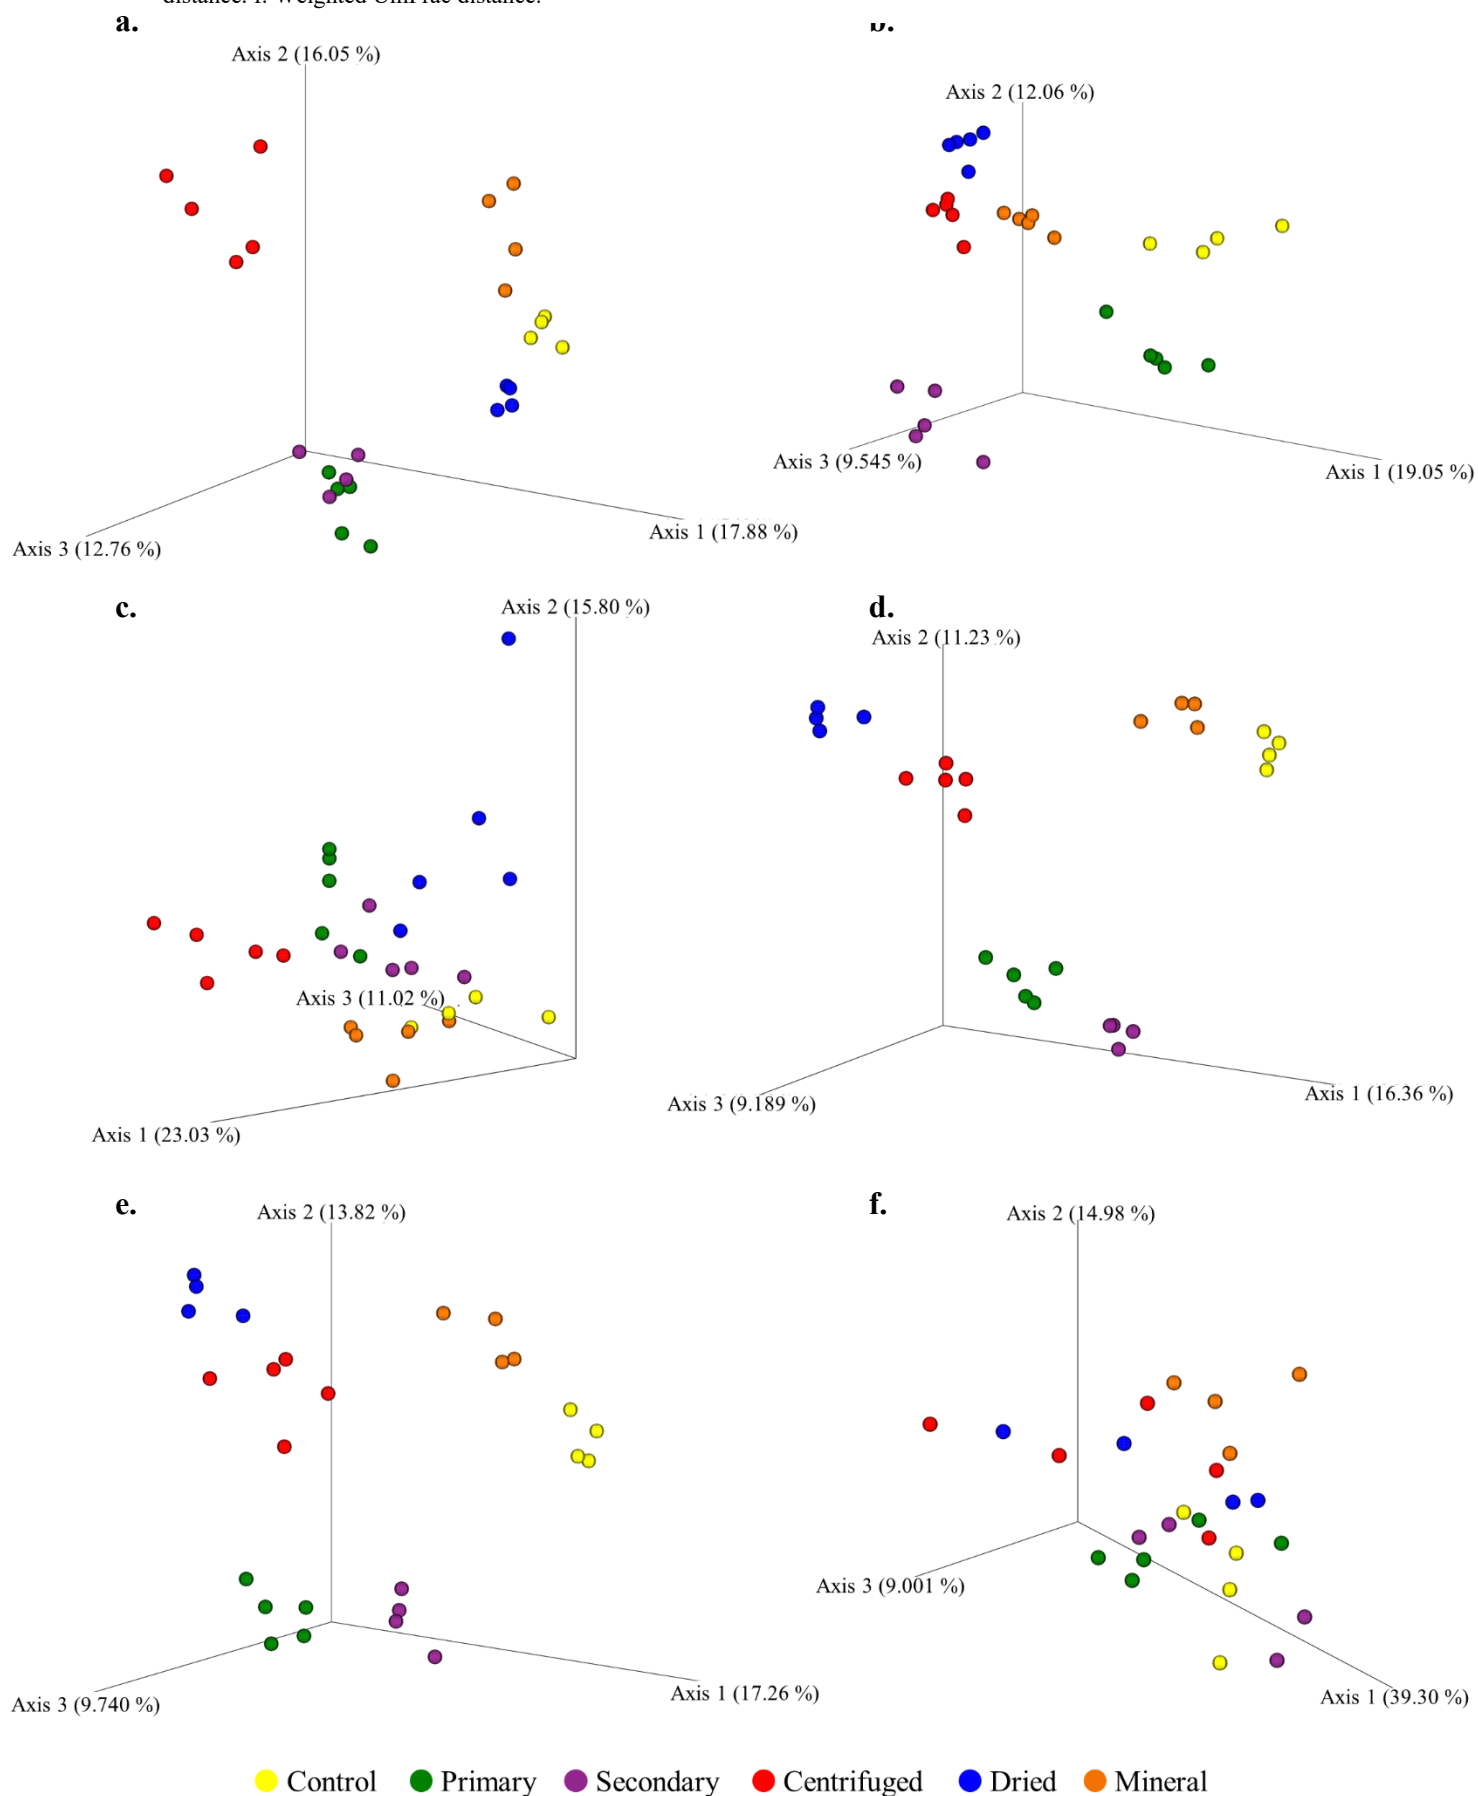 distance. f. Weighted UniFrac distance.
a.
b.
Axis 2 (16.05 %)
Axis 2 (12.06 %)
Axis 3 (12.76 %)
Axis 1 (17.88 %)
Axis 3 (9.545 %)
Axis 1 (19.05 %)
c.
d.
Axis 2 (15.80 %)
Axis 2 (11.23 %)
Axis 3 (11.02 %)
Axis 1 (23.03 %)
Axis 3 (9.189 %)
Axis 1 (16.36 %)
e.
f.
Axis 2 (13.82 %)
Axis 2 (14.98 %)
Axis 3 (9.740 %)
Axis 1 (17.26 %)
Axis 3 (9.001 %)
Axis 1 (39.30 %)
Control Primary Secondary Centrifuged Dried Mineral